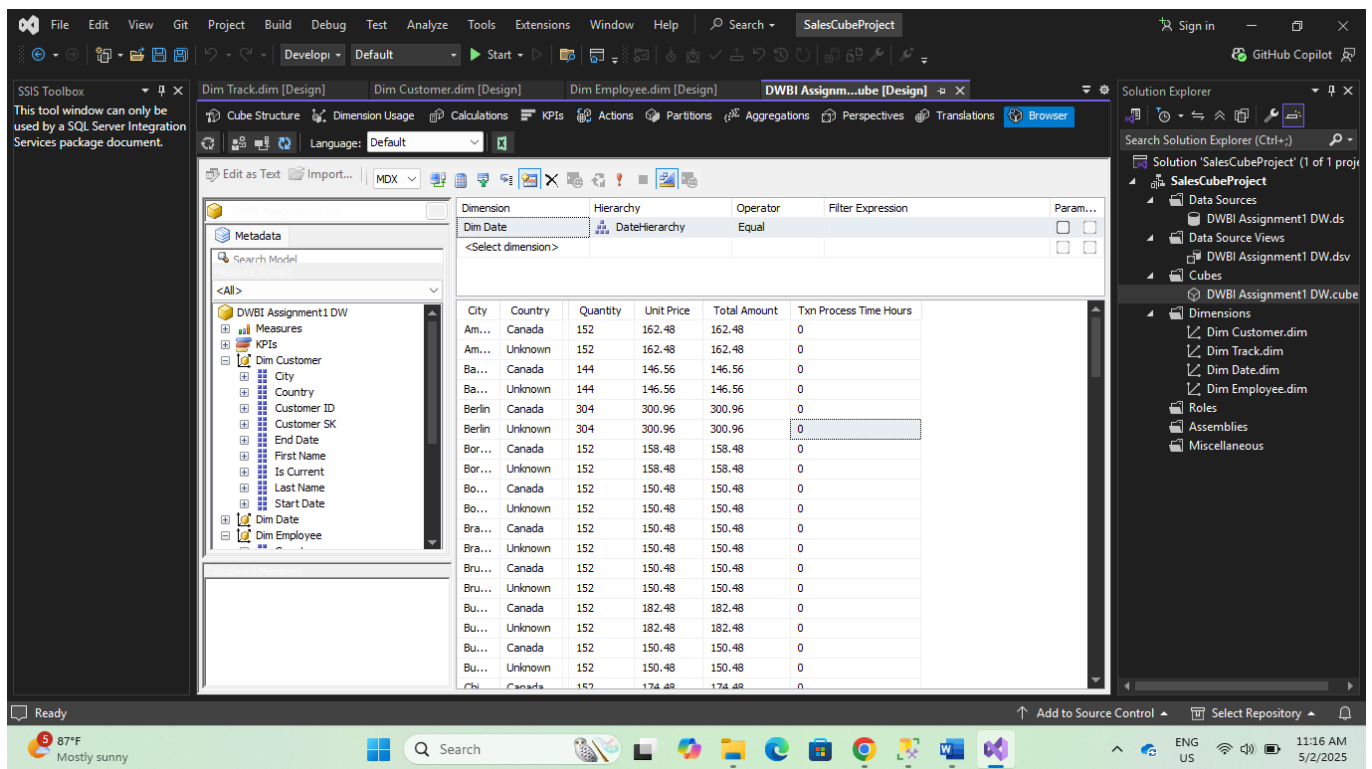 File Edit View Git Project Build Debug Test Analyze Tools Extensions Window Help Search SalesCubeProject Sign in
Developı Default Start GitHub Copilot
SSIS Toolbox
This tool window can only be
used by a SQL Server Integration
Services package document.
Dim Track.dim [Design] Dim Customer.dim [Design] Dim Employee.dim [Design] DWBI Assignm...ube [Design]
Cube Structure Dimension Usage Calculations KPIs Actions Partitions Aggregations Perspectives Translations Browser
Language: Default
Edit as Text Import... MDX
Metadata
Search Model
<All>
DWBI Assignment1 DW
Measures
KPIs
Dim Customer
City
Country
Customer ID
Customer SK
End Date
First Name
Is Current
Last Name
Start Date
Dim Date
Dim Employee
Dimension Hierarchy Operator Filter Expression Param...
Dim Date DateHierarchy Equal
<Select dimension>
City Country Quantity Unit Price Total Amount Txn Process Time Hours
Am... Canada 152 162.48 162.48 0
Am... Unknown 152 162.48 162.48 0
Ba... Canada 144 146.56 146.56 0
Ba... Unknown 144 146.56 146.56 0
Berlin Canada 304 300.96 300.96 0
Berlin Unknown 304 300.96 300.96 0
Bor... Canada 152 158.48 158.48 0
Bor... Unknown 152 158.48 158.48 0
Bo... Canada 152 150.48 150.48 0
Bo... Unknown 152 150.48 150.48 0
Bra... Canada 152 150.48 150.48 0
Bra... Unknown 152 150.48 150.48 0
Bru... Canada 152 150.48 150.48 0
Bru... Unknown 152 150.48 150.48 0
Bu... Canada 152 182.48 182.48 0
Bu... Unknown 152 182.48 182.48 0
Bu... Canada 152 150.48 150.48 0
Bu... Unknown 152 150.48 150.48 0
Chi... Canada 152 174.48 174.48 0
Solution Explorer
Search Solution Explorer (Ctrl+;)
Solution 'SalesCubeProject' (1 of 1 proje
SalesCubeProject
Data Sources
DWBI Assignment1 DW.ds
Data Source Views
DWBI Assignment1 DW.dsv
Cubes
DWBI Assignment1 DW.cube
Dimensions
Dim Customer.dim
Dim Track.dim
Dim Date.dim
Dim Employee.dim
Roles
Assemblies
Miscellaneous
Ready Add to Source Control Select Repository
5 87°F
Mostly sunny
Search
ENG
US
11:16 AM
5/2/2025